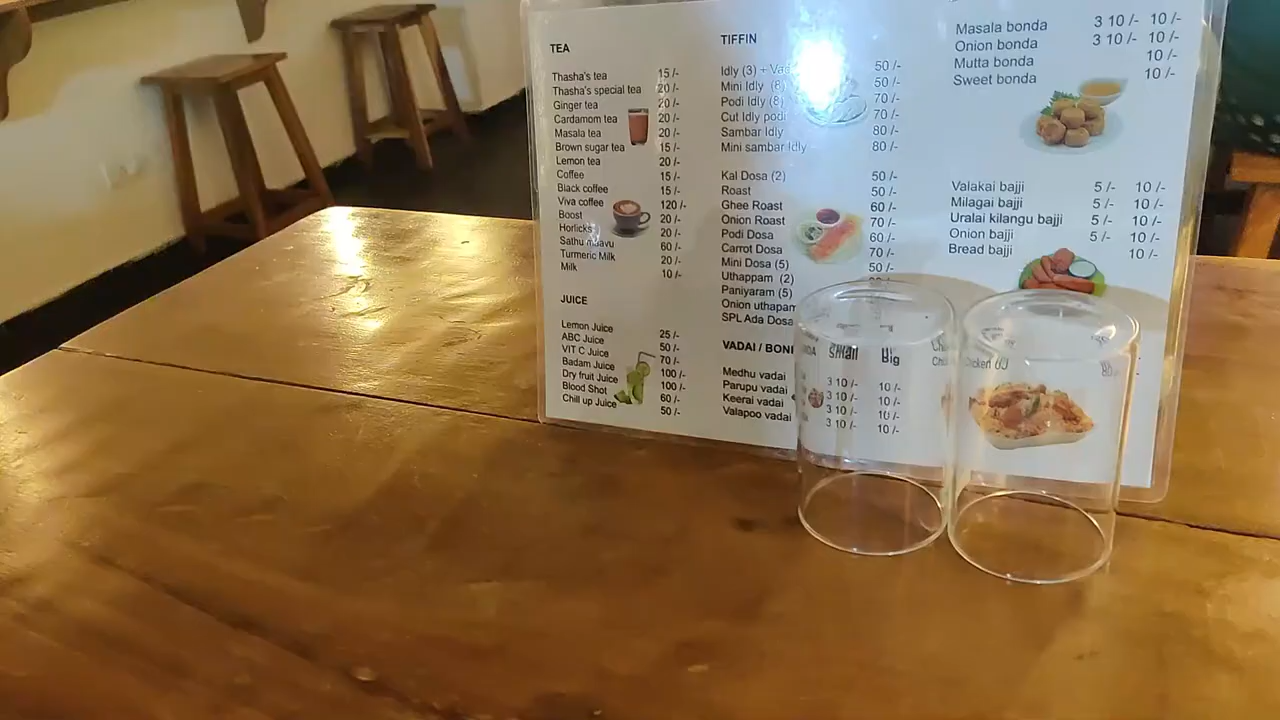 TEA
Thasha's tea 15 /-
Thasha's special tea 20 /-
Ginger tea 20 /-
Cardamom tea 20 /-
Masala tea 20 /-
Brown sugar tea 15 /-
Lemon tea 20 /-
Coffee 15 /-
Black coffee 15 /-
Viva coffee 120 /-
Boost 20 /-
Horlicks 20 /-
Sathu maavu 60 /-
Turmeric Milk 20 /-
Milk 10 /-
JUICE
Lemon Juice 25 /-
ABC Juice 50 /-
VIT C Juice 70 /-
Badam Juice 100 /-
Dry fruit Juice 100 /-
Blood Shot 60 /-
Chill up Juice 50 /-
TIFFIN
Idly (3) + 50 /-
Mini Idly (8) 50 /-
Podi Idly (8) 70 /-
Cut Idly podi 70 /-
Sambar Idly 80 /-
Mini sambar Idly 80 /-
Kal Dosa (2) 50 /-
Roast 50 /-
Ghee Roast 60 /-
Onion Roast 70 /-
Podi Dosa 60 /-
Carrot Dosa 70 /-
Mini Dosa (5) 50 /-
Uthappam (2)
Paniyaram (5)
Onion uthapam
SPL Ada Dosa
VADAI / BON
Small Big
Medhu vadai 3 10 /- 10 /-
Parupu vadai 3 10 /- 10 /-
Keerai vadai 3 10 /- 10 /-
Valapoo vadai 3 10 /- 10 /-
Masala bonda 3 10 /- 10 /-
Onion bonda 3 10 /- 10 /-
Mutta bonda 10 /-
Sweet bonda 10 /-
Valakai bajji 5 /- 10 /-
Milagai bajji 5 /- 10 /-
Uralai kilangu bajji 5 /- 10 /-
Onion bajji 5 /- 10 /-
Bread bajji 10 /-
Chicken 65